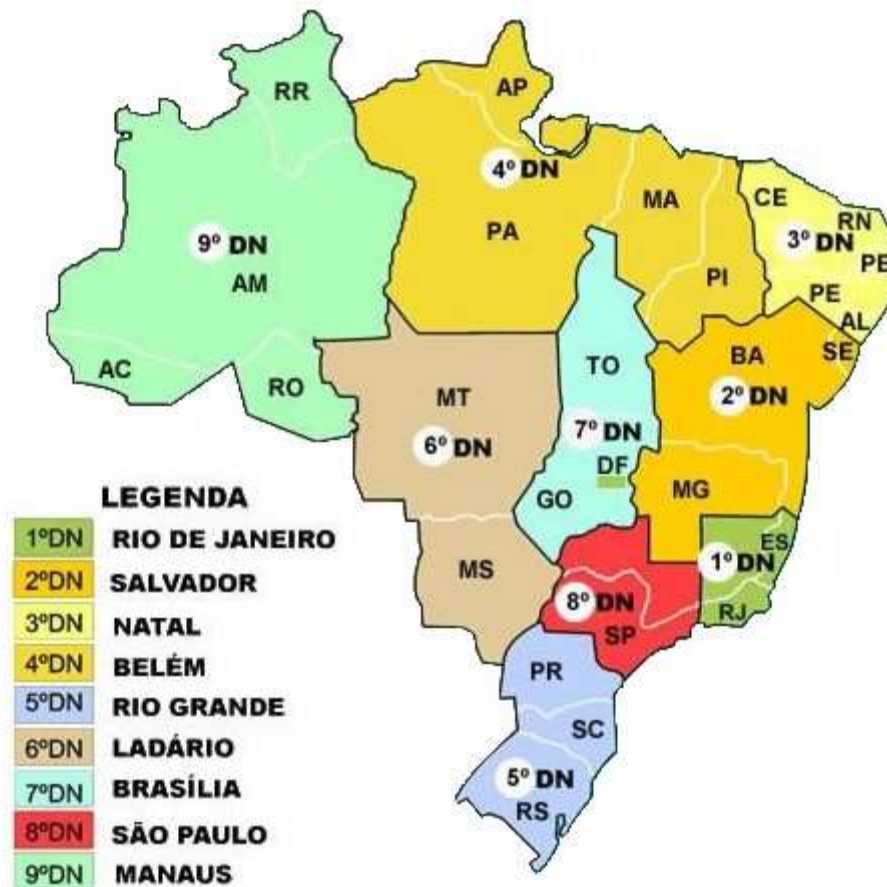 AP
RR
4º DN
MA
CE
RN
PA
9º DN
3º DN
PE
AM
PI
PE
AL
BA
SE
TO
AC
RO
MT
2º DN
7º DN
6º DN
DF
MG
GO
ES
1º DN
MS
8º DN
RJ
SP
PR
SC
5º DN
RS
LEGENDA
1ºDN RIO DE JANEIRO
2ºDN SALVADOR
3ºDN NATAL
4ºDN BELÉM
5ºDN RIO GRANDE
6ºDN LADÁRIO
7ºDN BRASÍLIA
8ºDN SÃO PAULO
9ºDN MANAUS